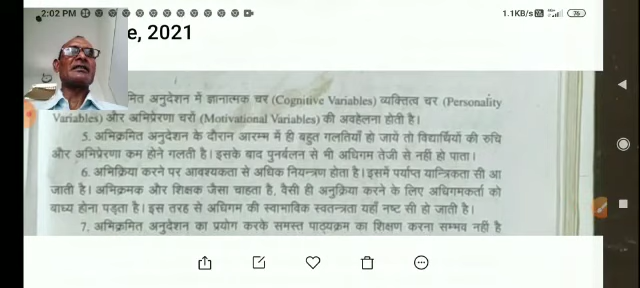 2:02 PM
1.1KB/s 76
e, 2021
मित अनुदेशन में ज्ञानात्मक चर (Cognitive Variables) व्यक्तित्व चर (Personality
Variables) और अभिप्रेरणा चरों (Motivational Variables) की अवहेलना होती है।
5. अभिक्रमित अनुदेशन के दौरान आरम्भ में ही बहुत गलतियाँ हो जाये तो विद्यार्थियों की रुचि
और अभिप्रेरणा कम होने गलती है। इसके बाद पुनर्बलन से भी अधिगम तेजी से नहीं हो पाता।
6. अभिक्रिया करने पर आवश्यकता से अधिक नियन्त्रण होता है। इसमें पर्याप्त यान्त्रिकता सी आ
जाती है। अभिक्रमक और शिक्षक जैसा चाहता है, वैसी ही अनुक्रिया करने के लिए अधिगमकर्ता को
बाध्य होना पड़ता है। इस तरह से अधिगम की स्वाभाविक स्वतन्त्रता यहाँ नष्ट सी हो जाती है।
7. अभिक्रमित अनुदेशन का प्रयोग करके समस्त पाठ्यक्रम का शिक्षण करना सम्भव नहीं है